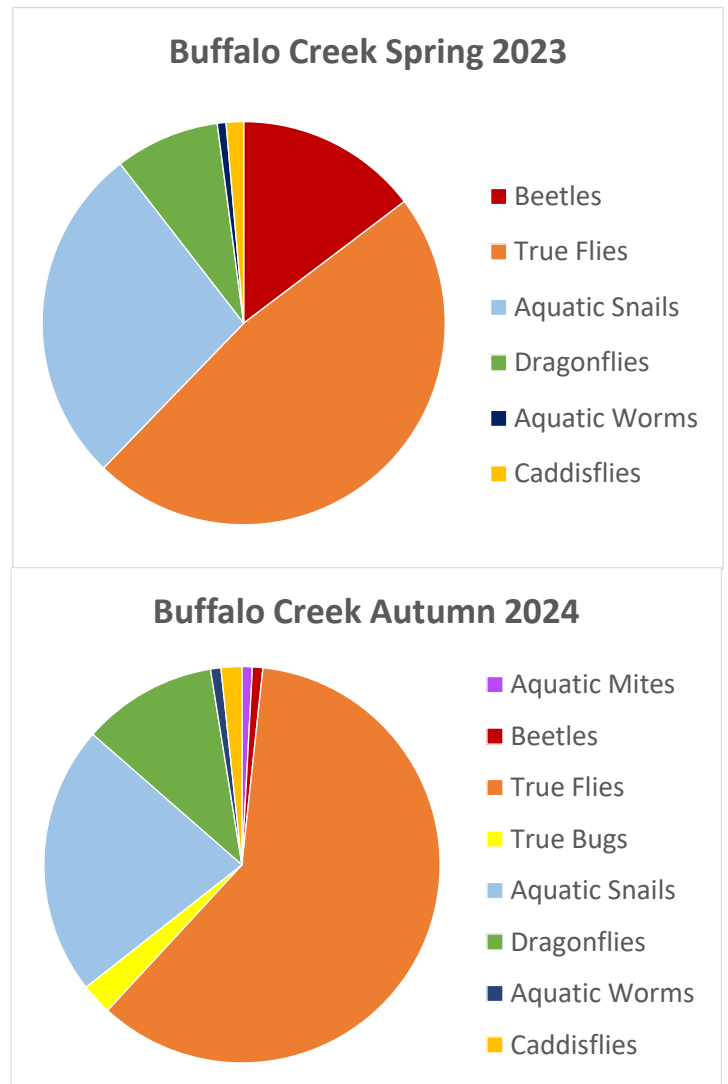 Buffalo Creek Spring 2023
Beetles
True Flies
Aquatic Snails
Dragonflies
Aquatic Worms
Caddisflies
Buffalo Creek Autumn 2024
Aquatic Mites
Beetles
True Flies
True Bugs
Aquatic Snails
Dragonflies
Aquatic Worms
Caddisflies